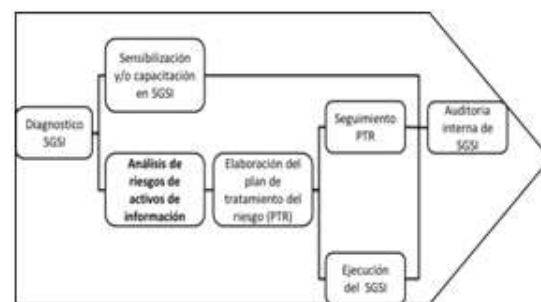 Sensibilización
y/o capacitación
en SGSI
Diagnostico
SGSI
Análisis de
riesgos de
activos de
información
Elaboración del
plan de
tratamiento del
riesgo (PTR)
Seguimiento
PTR
Ejecución
del SGSI
Auditoria
interna de
SGSI